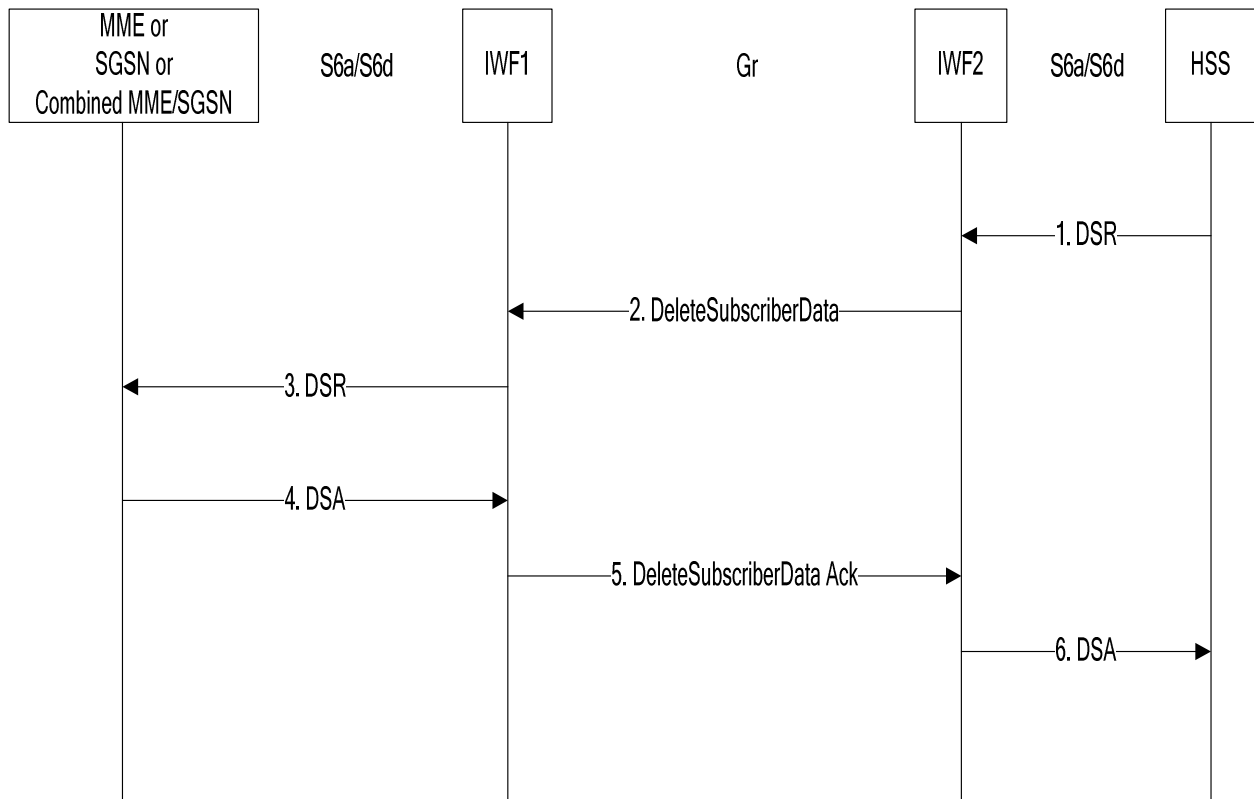 MME or
SGSN or
Combined MME/SGSN
S6a/S6d
IWF1
Gr
IWF2
S6a/S6d
HSS
1. DSR
2. DeleteSubscriberData
3. DSR
4. DSA
5. DeleteSubscriberData Ack
6. DSA